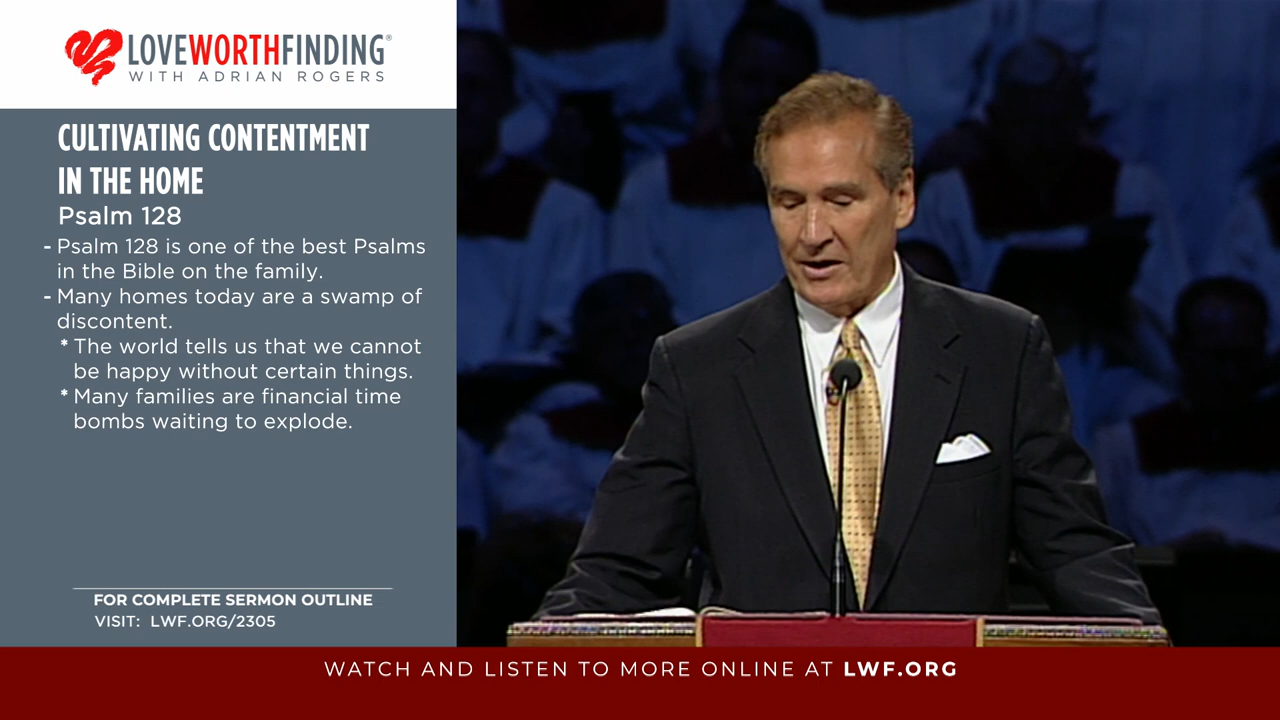 LOVEWORTHFINDING®
WITH ADRIAN ROGERS
CULTIVATING CONTENTMENT
IN THE HOME
Psalm 128
- Psalm 128 is one of the best Psalms
in the Bible on the family.
- Many homes today are a swamp of
discontent.
* The world tells us that we cannot
be happy without certain things.
* Many families are financial time
bombs waiting to explode.
FOR COMPLETE SERMON OUTLINE
VISIT: LWF.ORG/2305
WATCH AND LISTEN TO MORE ONLINE AT LWF.ORG